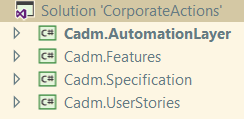 Solution 'CorporateActions'
C# Cadm.AutomationLayer
C# Cadm.Features
C# Cadm.Specification
C# Cadm.UserStories